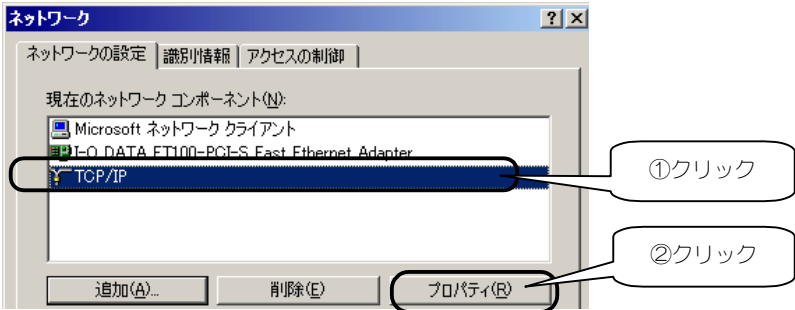 ネットワーク
ネットワークの設定 識別情報 アクセスの制御
現在のネットワーク コンポーネント(N):
Microsoft ネットワーク クライアント
I-O DATA ET100-PCI-S Fast Ethernet Adapter
TCP/IP
①クリック
②クリック
追加(A)... 削除(E) プロパティ(R)